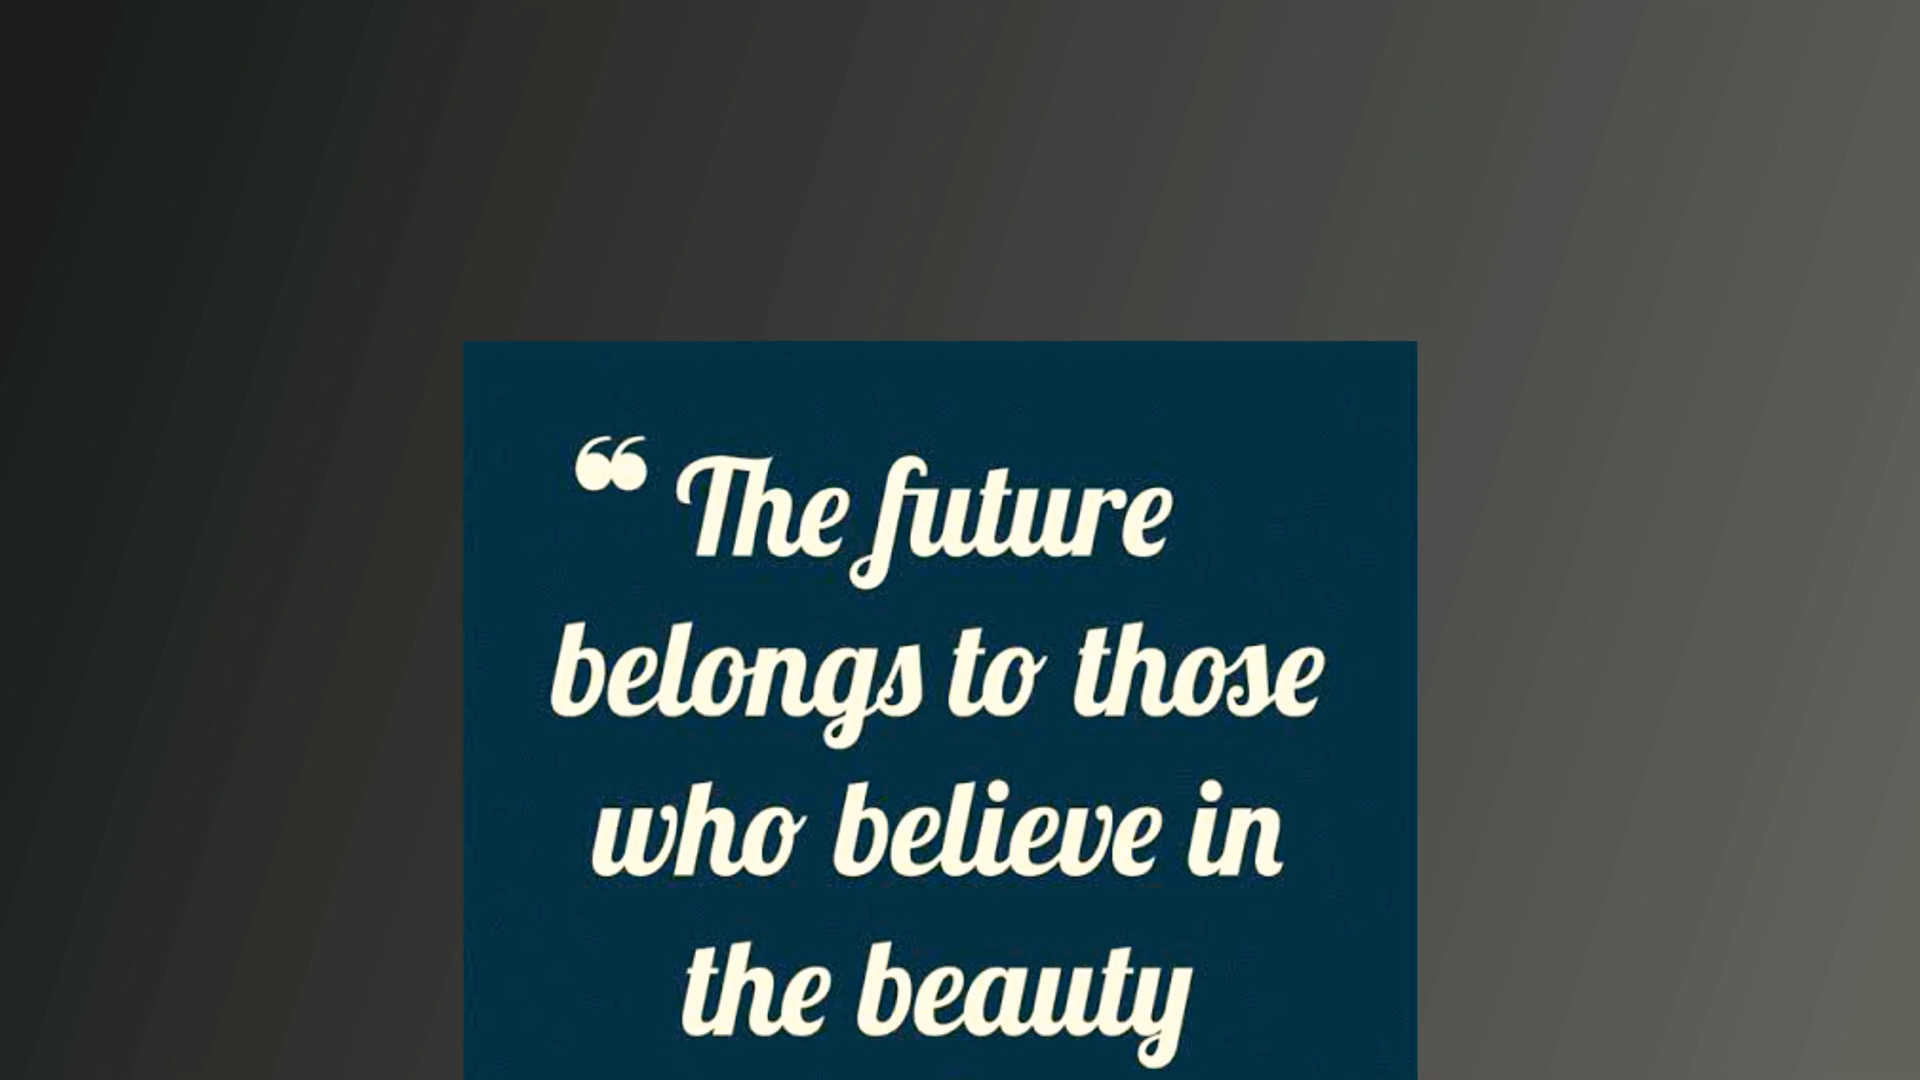 “ The future
belongs to those
who believe in
the beauty